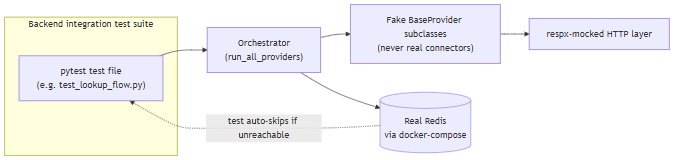 Backend integration test suite
pytest test file
(e.g. test_lookup_flow.py)
Orchestrator
(run_all_providers)
Fake BaseProvider
subclasses
(never real connectors)
respx-mocked HTTP layer
test auto-skips if
unreachable
Real Redis
via docker-compose